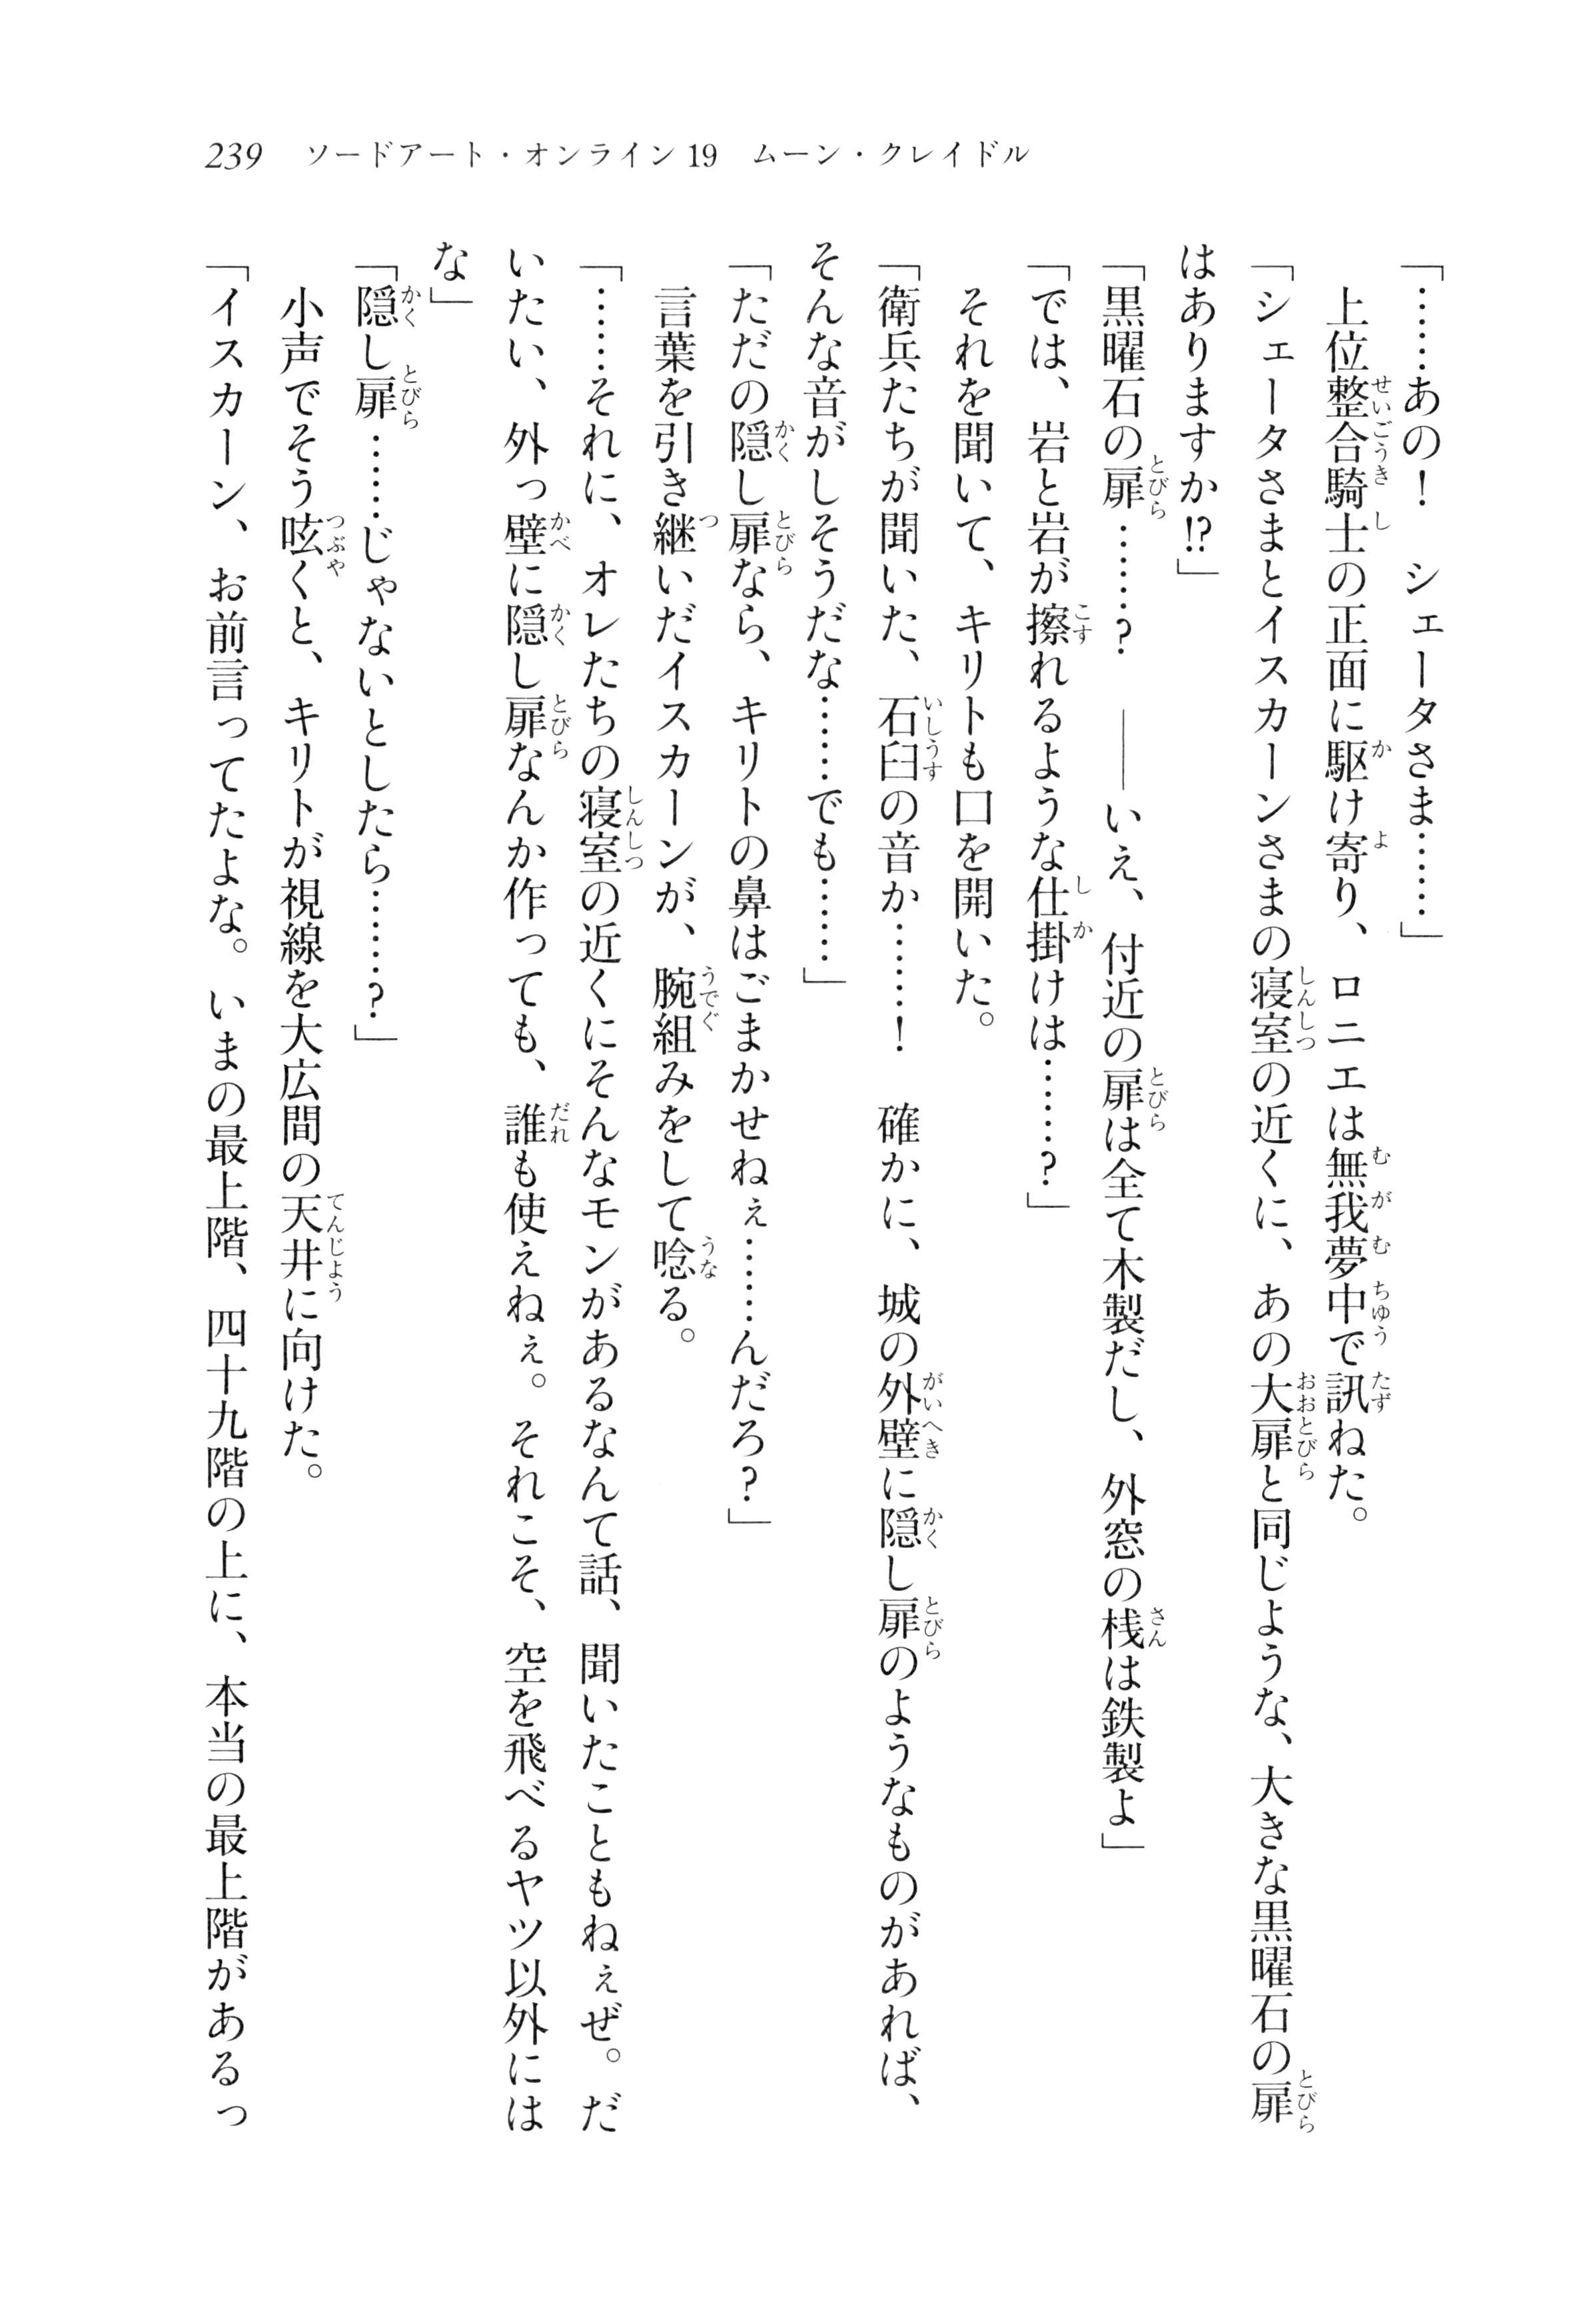 239　ソードアート・オンライン19　ムーン・クレイドル
「……あの！　シェータさま……」
　上位整合騎士の正面に駆け寄り、ロニエは無我夢中で訊ねた。
「シェータさまとイスカーンさまの寝室の近くに、あの大扉と同じような、大きな黒曜石の扉
はありますか!?」
「黒曜石の扉……？　――いえ、付近の扉は全て木製だし、外窓の桟は鉄製よ」
「では、岩と岩が擦れるような仕掛けは……？」
　それを聞いて、キリトも口を開いた。
「衛兵たちが聞いた、石臼の音か……！　確かに、城の外壁に隠し扉のようなものがあれば、
そんな音がしそうだな……でも……」
「ただの隠し扉なら、キリトの鼻はごまかせねぇ……んだろ？」
　言葉を引き継いだイスカーンが、腕組みをして唸る。
「……それに、オレたちの寝室の近くにそんなモンがあるなんて話、聞いたこともねぇぜ。だ
いたい、外っ壁に隠し扉なんか作っても、誰も使えねぇ。それこそ、空を飛べるヤツ以外には
な」
「隠し扉……じゃないとしたら……？」
　小声でそう呟くと、キリトが視線を大広間の天井に向けた。
「イスカーン、お前言ってたよな。いまの最上階、四十九階の上に、本当の最上階があるっ